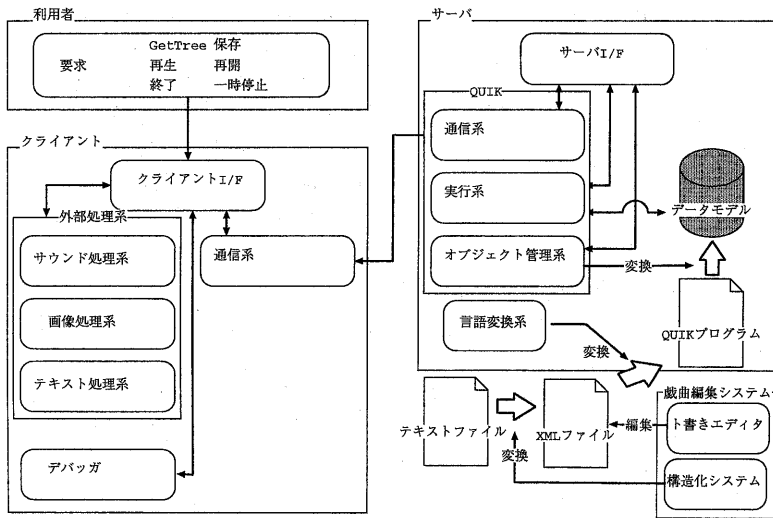 利用者
GetTree 保存
要求 再生 再開
終了 一時停止
クライアント
クライアントI/F
外部処理系
サウンド処理系
画像処理系
テキスト処理系
通信系
デバッガ
サーバ
サーバI/F
QUIK
通信系
実行系
オブジェクト管理系
データモデル
変換
言語変換系
変換
QUIKプログラム
テキストファイル
XMLファイル
変換
戯曲編集システム
編集
ト書きエディタ
構造化システム